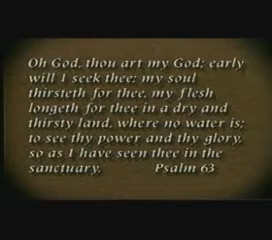 Oh God, thou art my God; early
will I seek thee; my soul
thirsteth for thee, my flesh
longeth for thee in a dry and
thirsty land, where no water is;
to see thy power and thy glory,
so as I have seen thee in the
sanctuary. Psalm 63